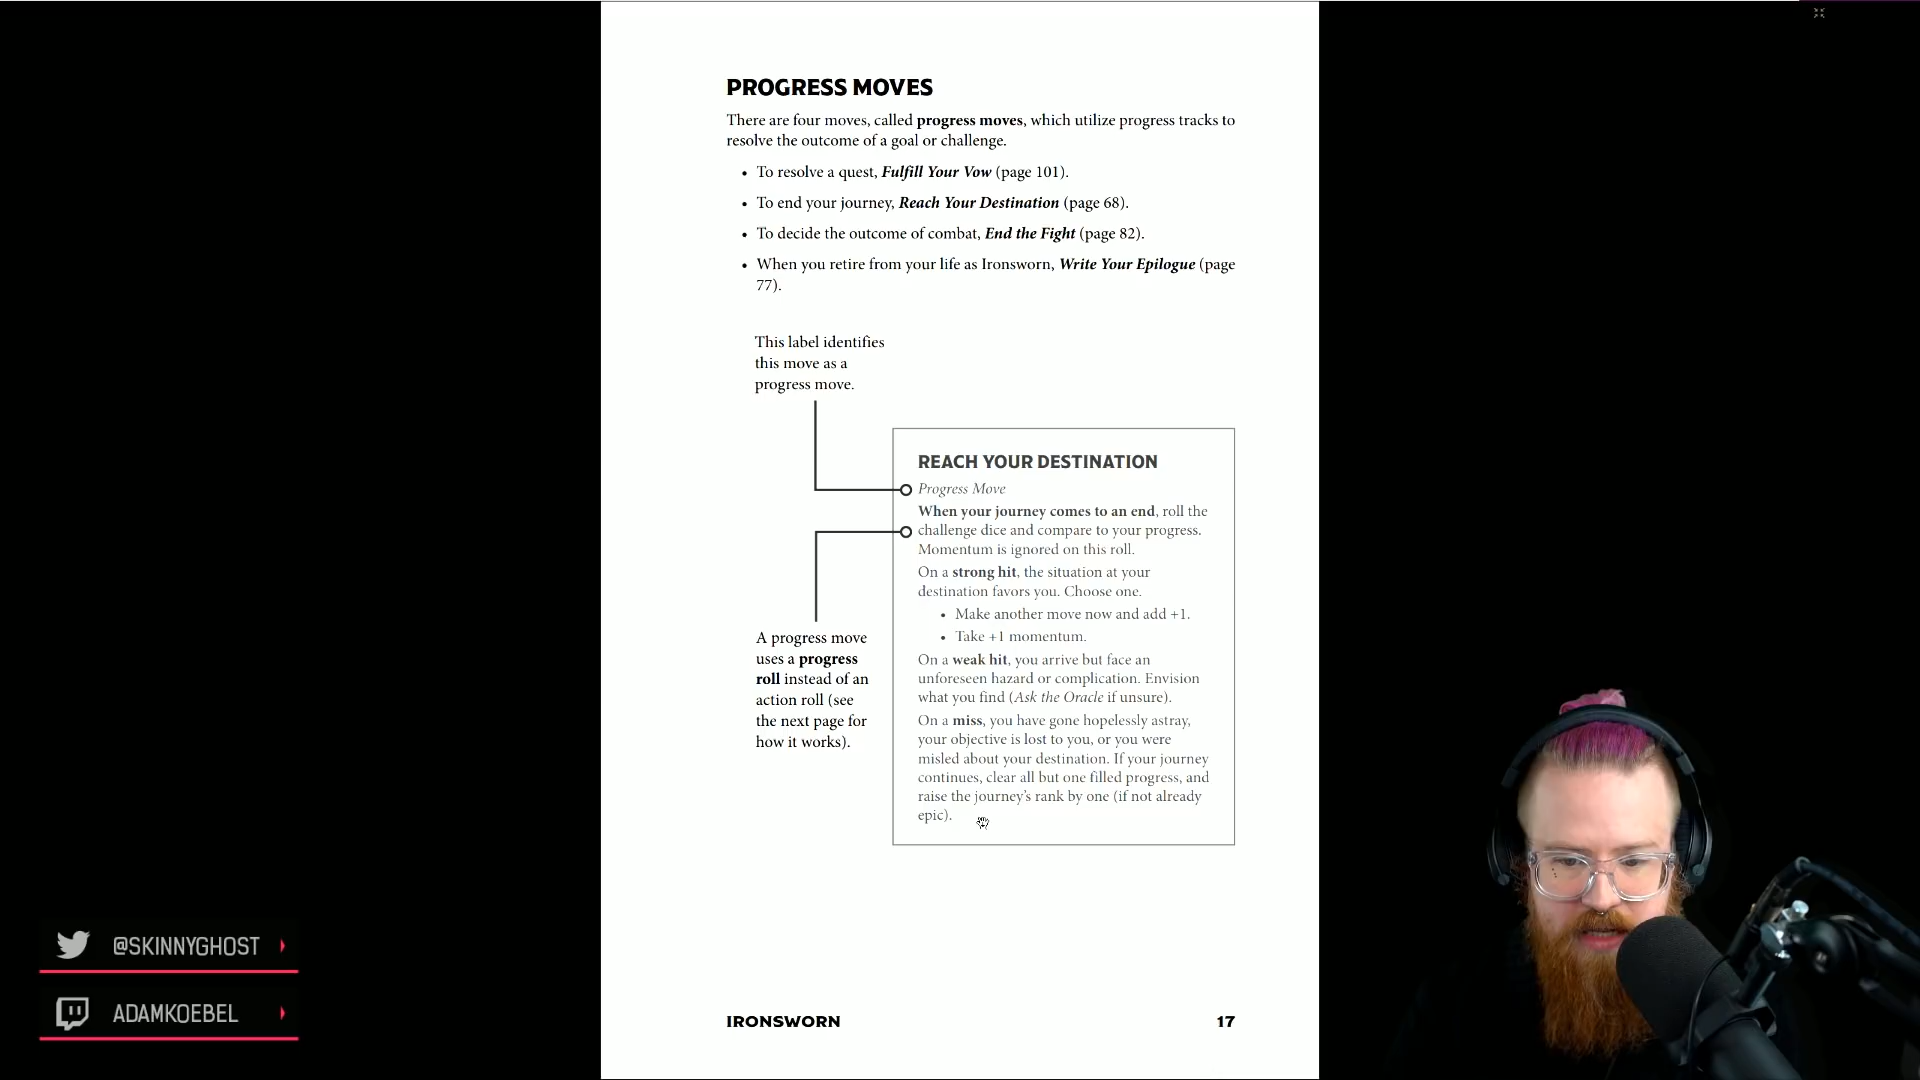 PROGRESS MOVES
There are four moves, called progress moves, which utilize progress tracks to
resolve the outcome of a goal or challenge.
• To resolve a quest, Fulfill Your Vow (page 101).
• To end your journey, Reach Your Destination (page 68).
• To decide the outcome of combat, End the Fight (page 82).
• When you retire from your life as Ironsworn, Write Your Epilogue (page
77).
This label identifies
this move as a
progress move.
REACH YOUR DESTINATION
Progress Move
When your journey comes to an end, roll the
challenge dice and compare to your progress.
Momentum is ignored on this roll.
On a strong hit, the situation at your
destination favors you. Choose one.
• Make another move now and add +1.
• Take +1 momentum.
On a weak hit, you arrive but face an
unforeseen hazard or complication. Envision
what you find (Ask the Oracle if unsure).
On a miss, you have gone hopelessly astray,
your objective is lost to you, or you were
misled about your destination. If your journey
continues, clear all but one filled progress, and
raise the journey's rank by one (if not already
epic).
A progress move
uses a progress
roll instead of an
action roll (see
the next page for
how it works).
@SKINNYGHOST
ADAMKOEBEL
IRONSWORN
17